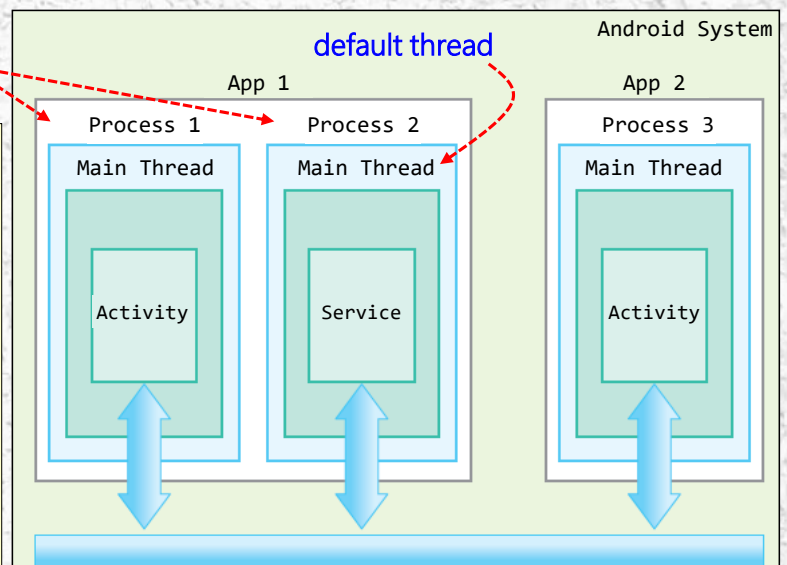 Android System
default thread
App 1
App 2
Process 1
Process 2
Process 3
Main Thread
Main Thread
Main Thread
Activity
Service
Activity